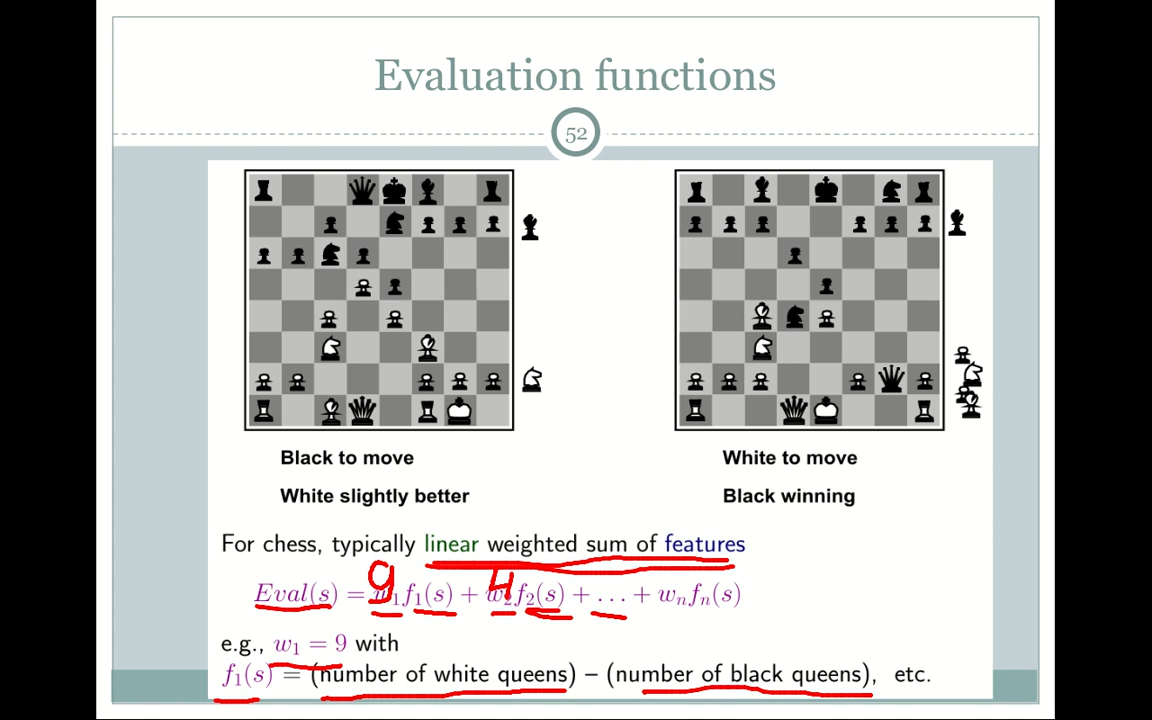 Evaluation functions
52
Black to move
White slightly better
White to move
Black winning
For chess, typically linear weighted sum of features
9 4
Eval(s) = w₁f₁(s) + w₂f₂(s) + … + wₙfₙ(s)
e.g., w₁ = 9 with
f₁(s) = (number of white queens) – (number of black queens), etc.